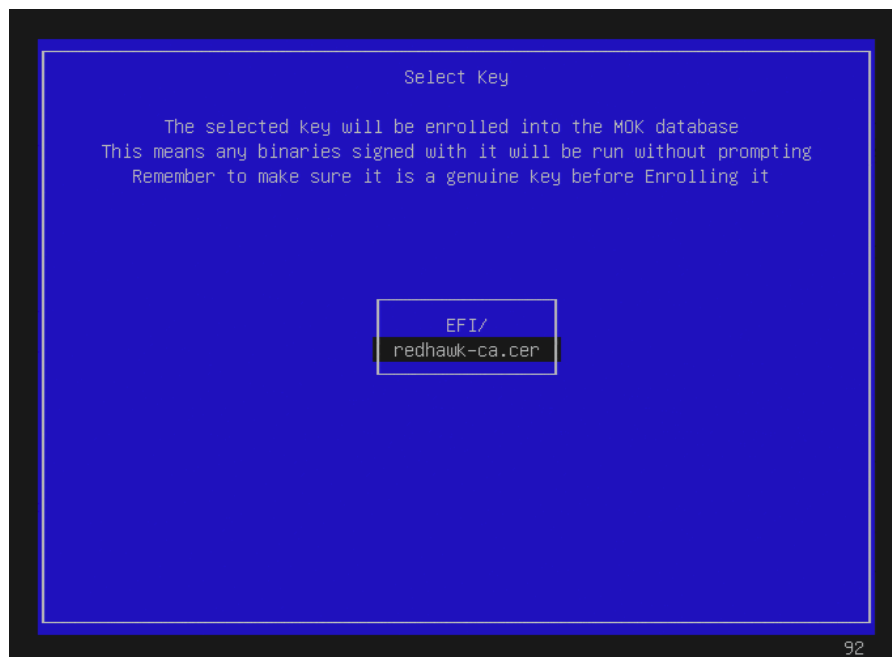 Select Key
The selected key will be enrolled into the MOK database
This means any binaries signed with it will be run without prompting
Remember to make sure it is a genuine key before Enrolling it
EFI/
redhawk-ca.cer
92